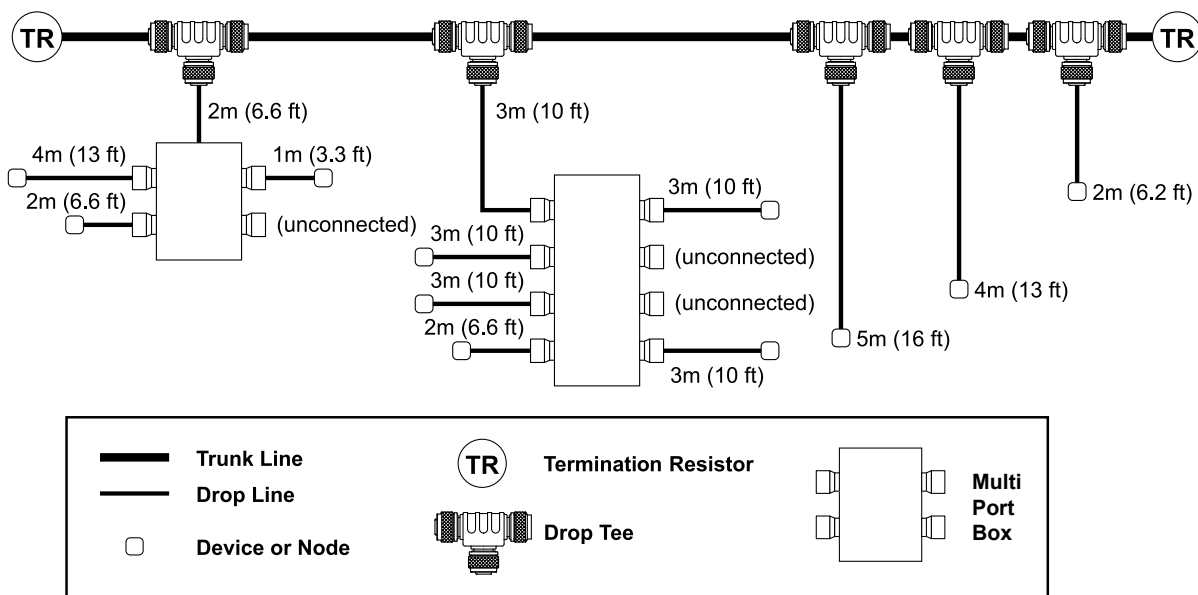 TR
TR
2m (6.6 ft)
3m (10 ft)
4m (13 ft)
1m (3.3 ft)
2m (6.6 ft)
(unconnected)
3m (10 ft)
2m (6.2 ft)
3m (10 ft)
(unconnected)
3m (10 ft)
(unconnected)
4m (13 ft)
2m (6.6 ft)
5m (16 ft)
3m (10 ft)
Trunk Line
Drop Line
Device or Node
TR
Termination Resistor
Drop Tee
Multi
Port
Box